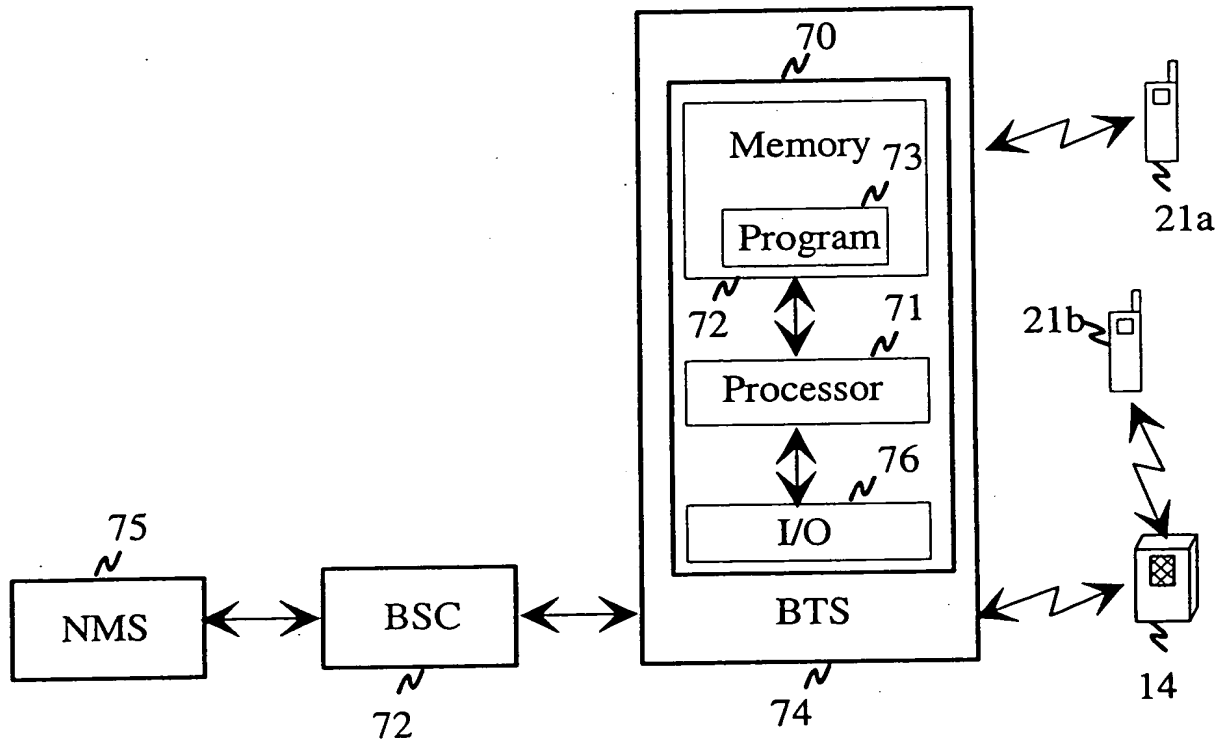 70
Memory
73
Program
21a
72
71
21b
Processor
76
I/O
75
NMS
BSC
BTS
72
74
14